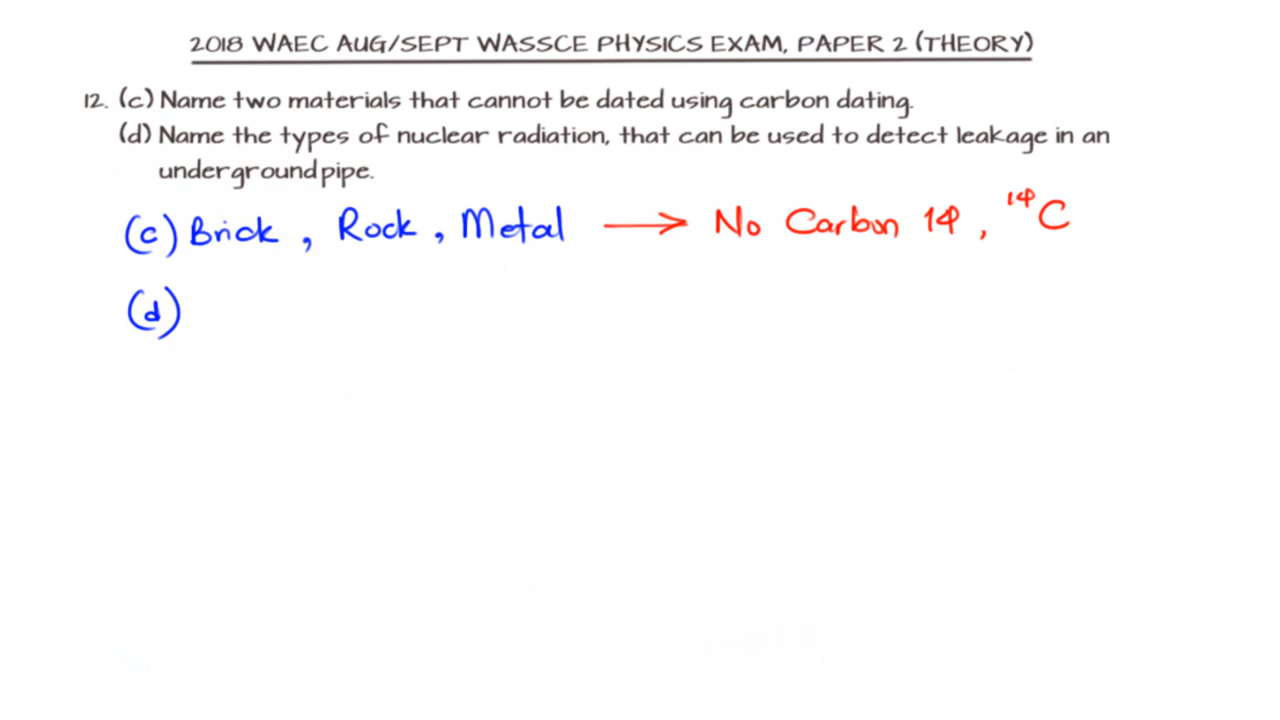 2018 WAEC AUG/SEPT WASSCE PHYSICS EXAM, PAPER 2 (THEORY)
12. (c) Name two materials that cannot be dated using carbon dating.
(d) Name the types of nuclear radiation, that can be used to detect leakage in an
underground pipe.
(c) Brick, Rock, Metal → No Carbon 14, ¹⁴C
(d)